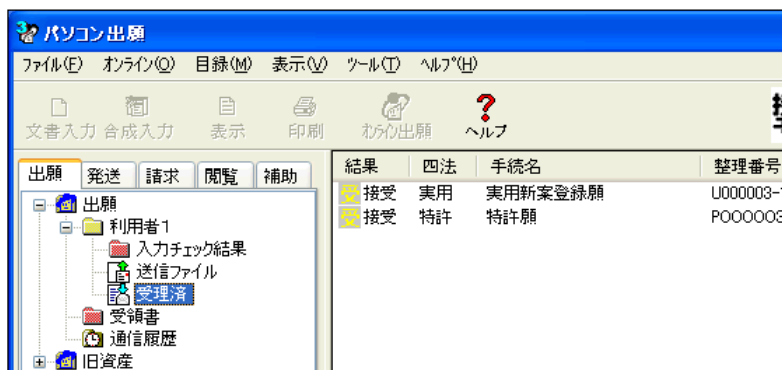 パソコン出願
ファイル(F) オンライン(O) 目録(M) 表示(V) ツール(T) ヘルプ(H)
文書入力 合成入力 表示 印刷 オンライン出願 ヘルプ
出願 発送 請求 閲覧 補助
結果 四法 手続名 整理番号
受 接受 実用 実用新案登録願 U000003-
受 接受 特許 特許願 P000003
出願
利用者1
入力チェック結果
送信ファイル
受理済
受領書
通信履歴
旧資産